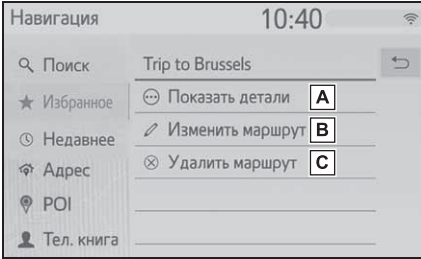 Навигация 10:40
Поиск
Избранное
Недавнее
Адрес
POI
Тел. книга
Trip to Brussels
Показать детали A
Изменить маршрут B
Удалить маршрут C